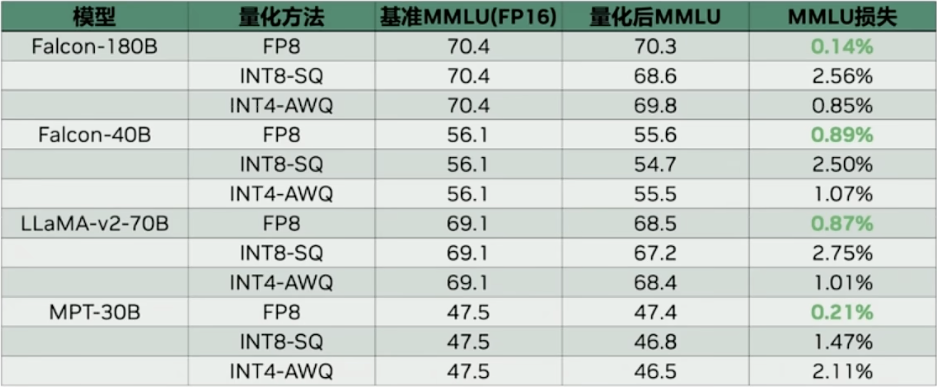 模型 量化方法 基准MMLU(FP16) 量化后MMLU MMLU损失
Falcon-180B FP8 70.4 70.3 0.14%
INT8-SQ 70.4 68.6 2.56%
INT4-AWQ 70.4 69.8 0.85%
Falcon-40B FP8 56.1 55.6 0.89%
INT8-SQ 56.1 54.7 2.50%
INT4-AWQ 56.1 55.5 1.07%
LLaMA-v2-70B FP8 69.1 68.5 0.87%
INT8-SQ 69.1 67.2 2.75%
INT4-AWQ 69.1 68.4 1.01%
MPT-30B FP8 47.5 47.4 0.21%
INT8-SQ 47.5 46.8 1.47%
INT4-AWQ 47.5 46.5 2.11%